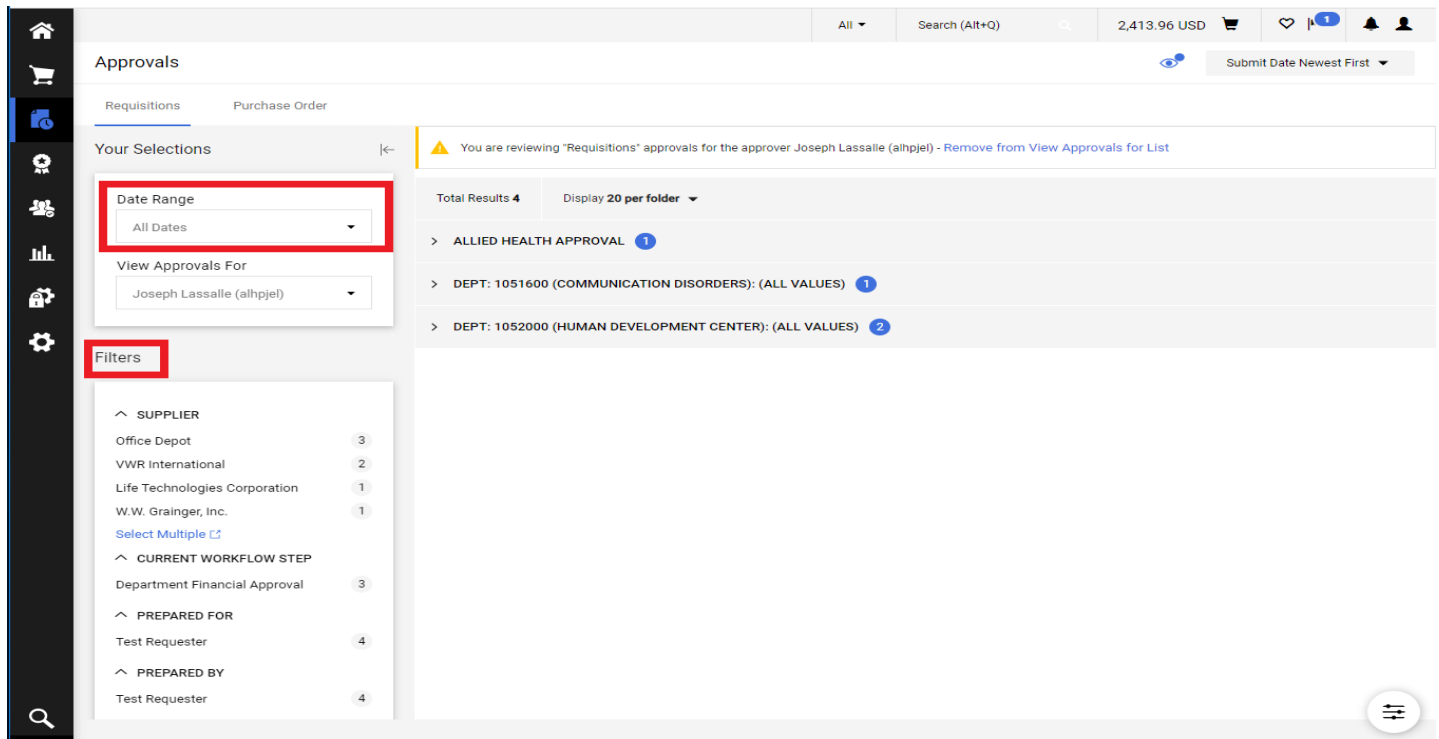 All
Search (Alt+Q)
2,413.96 USD
1
Approvals
Submit Date Newest First
Requisitions
Purchase Order
Your Selections
You are reviewing "Requisitions" approvals for the approver Joseph Lassalle (alhpjel) - Remove from View Approvals for List
Date Range
All Dates
View Approvals For
Joseph Lassalle (alhpjel)
Total Results 4
Display 20 per folder
ALLIED HEALTH APPROVAL 1
DEPT: 1051600 (COMMUNICATION DISORDERS): (ALL VALUES) 1
DEPT: 1052000 (HUMAN DEVELOPMENT CENTER): (ALL VALUES) 2
Filters
SUPPLIER
Office Depot 3
VWR International 2
Life Technologies Corporation 1
W.W. Grainger, Inc. 1
Select Multiple
CURRENT WORKFLOW STEP
Department Financial Approval 3
PREPARED FOR
Test Requester 4
PREPARED BY
Test Requester 4